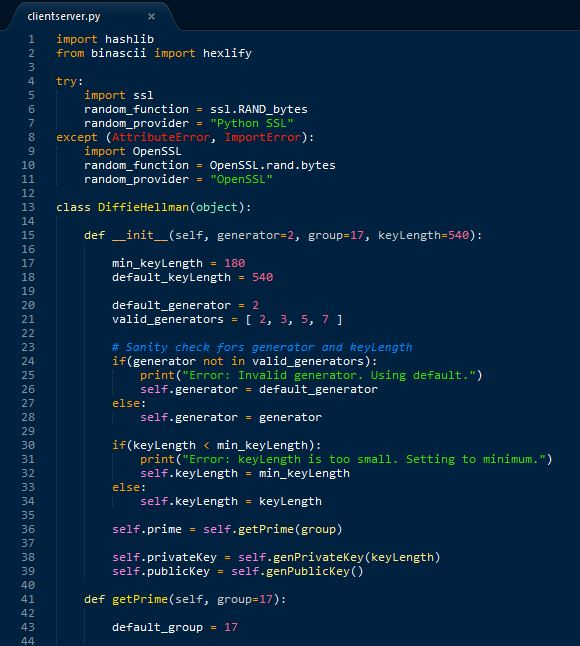 clientserver.py ×
1 import hashlib
2 from binascii import hexlify
3
4 try:
5     import ssl
6     random_function = ssl.RAND_bytes
7     random_provider = "Python SSL"
8 except (AttributeError, ImportError):
9     import OpenSSL
10     random_function = OpenSSL.rand.bytes
11     random_provider = "OpenSSL"
12
13 class DiffieHellman(object):
14
15     def __init__(self, generator=2, group=17, keyLength=540):
16
17         min_keyLength = 180
18         default_keyLength = 540
19
20         default_generator = 2
21         valid_generators = [ 2, 3, 5, 7 ]
22
23         # Sanity check fors generator and keyLength
24         if(generator not in valid_generators):
25             print("Error: Invalid generator. Using default.")
26             self.generator = default_generator
27         else:
28             self.generator = generator
29
30         if(keyLength < min_keyLength):
31             print("Error: keyLength is too small. Setting to minimum.")
32             self.keyLength = min_keyLength
33         else:
34             self.keyLength = keyLength
35
36         self.prime = self.getPrime(group)
37
38         self.privateKey = self.genPrivateKey(keyLength)
39         self.publicKey = self.genPublicKey()
40
41     def getPrime(self, group=17):
42
43         default_group = 17
44